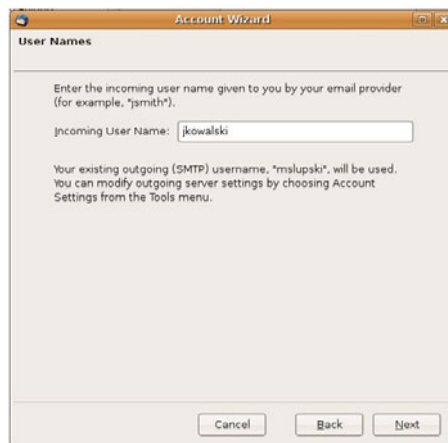 Account Wizard
User Names
Enter the incoming user name given to you by your email provider
(for example, "jsmith").
Incoming User Name: jkowalski
Your existing outgoing (SMTP) username, "mslupski", will be used.
You can modify outgoing server settings by choosing Account
Settings from the Tools menu.
Cancel Back Next